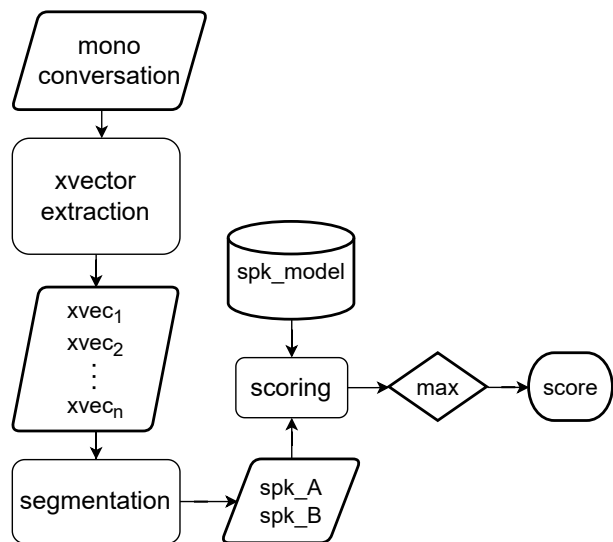 mono
conversation
xvector
extraction
xvec₁
xvec₂
⋮
xvecₙ
segmentation
spk_A
spk_B
spk_model
scoring
max
score